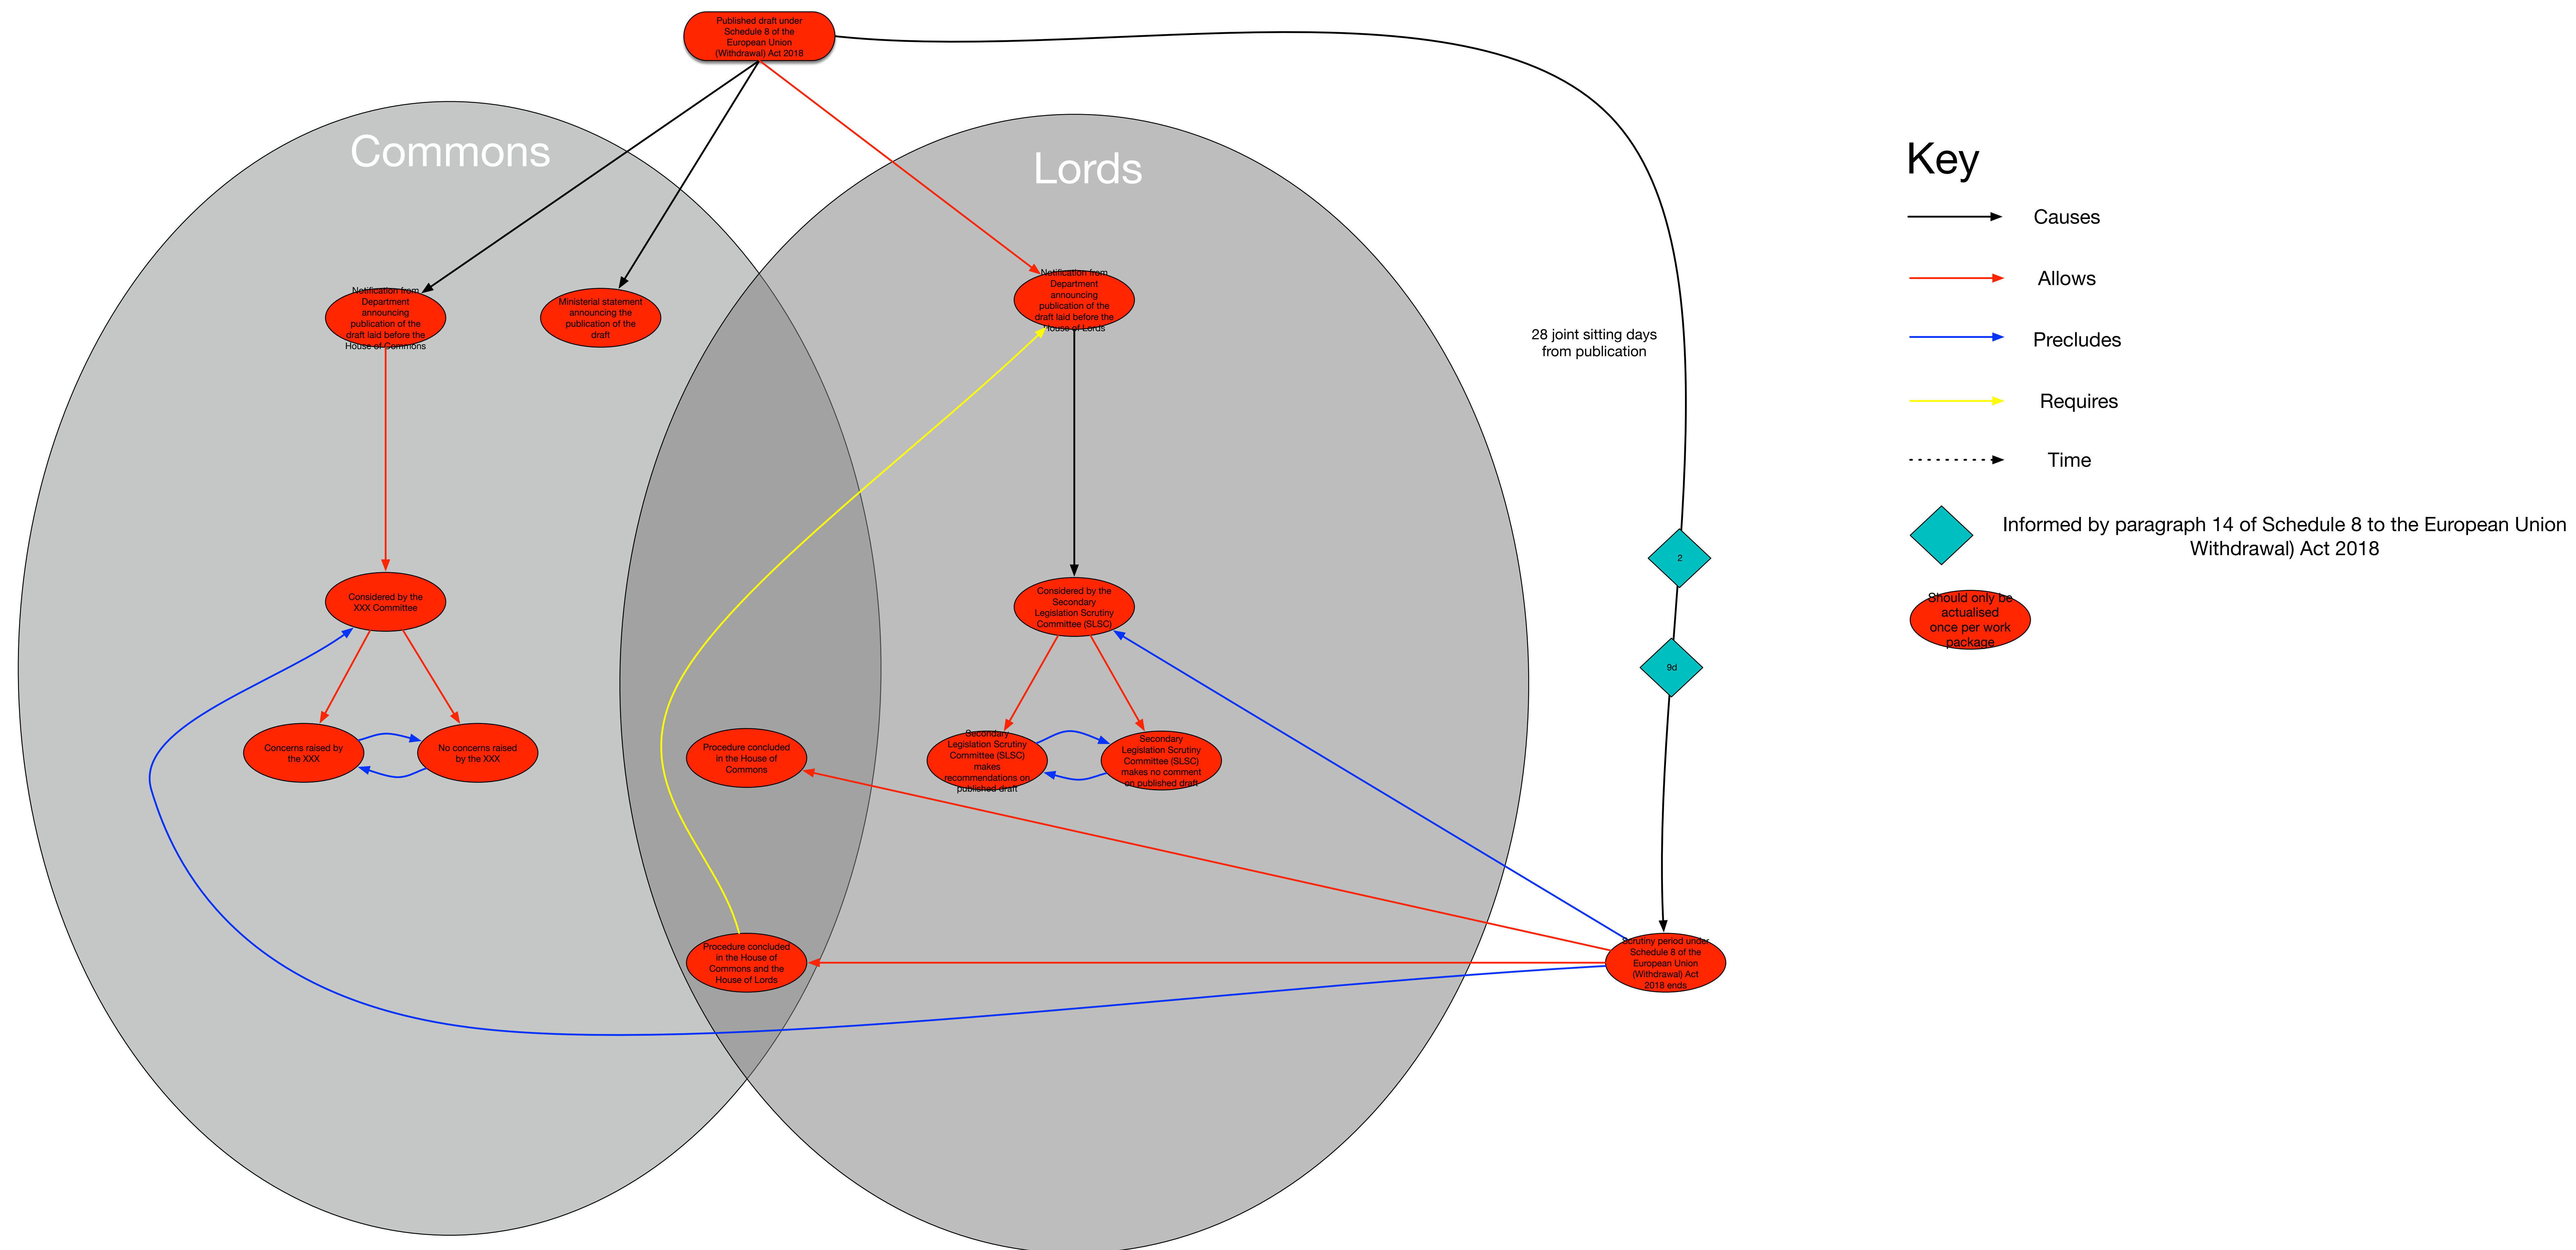 Published draft under
Schedule 8 of the
European Union
(Withdrawal) Act 2018
Commons
Lords
Key
Causes
Allows
Precludes
Requires
Time
Informed by paragraph 14 of Schedule 8 to the European Union
Withdrawal) Act 2018
Should only be
actualised
once per work
package
Notification from
Department
announcing
publication of the
draft laid before the
House of Commons
Ministerial statement
announcing the
publication of the
draft
Notification from
Department
announcing
publication of the
draft laid before the
House of Lords
28 joint sitting days
from publication
2
9d
Considered by the
XXX Committee
Considered by the
Secondary
Legislation Scrutiny
Committee (SLSC)
Concerns raised by
the XXX
No concerns raised
by the XXX
Procedure concluded
in the House of
Commons
Secondary
Legislation Scrutiny
Committee (SLSC)
makes
recommendations on
published draft
Secondary
Legislation Scrutiny
Committee (SLSC)
makes no comment
on published draft
Procedure concluded
in the House of
Commons and the
House of Lords
Scrutiny period under
Schedule 8 of the
European Union
(Withdrawal) Act
2018 ends